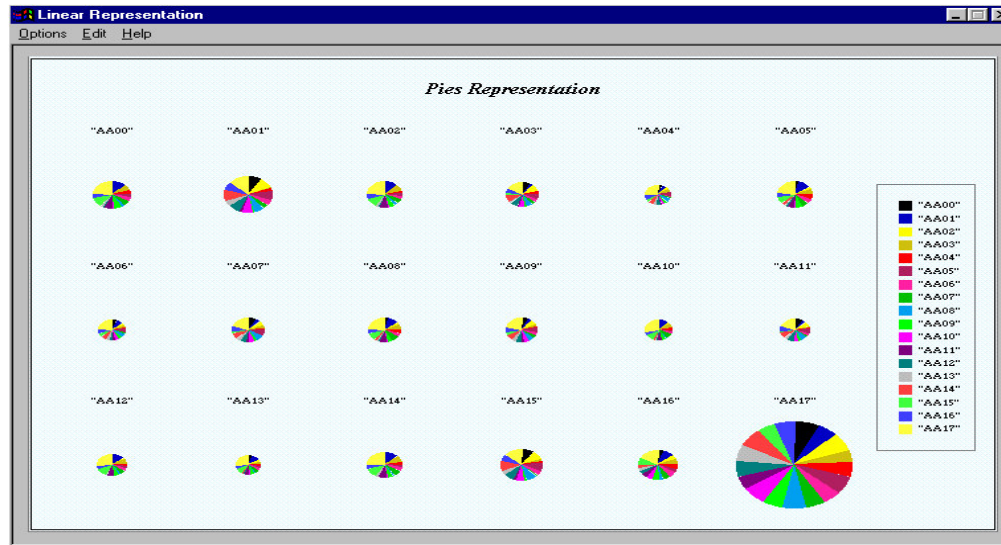 Linear Representation
Options Edit Help
Pies Representation
"AA00" "AA01" "AA02" "AA03" "AA04" "AA05"
"AA06" "AA07" "AA08" "AA09" "AA10" "AA11"
"AA12" "AA13" "AA14" "AA15" "AA16" "AA17"
"AA00"
"AA01"
"AA02"
"AA03"
"AA04"
"AA05"
"AA06"
"AA07"
"AA08"
"AA09"
"AA10"
"AA11"
"AA12"
"AA13"
"AA14"
"AA15"
"AA16"
"AA17"